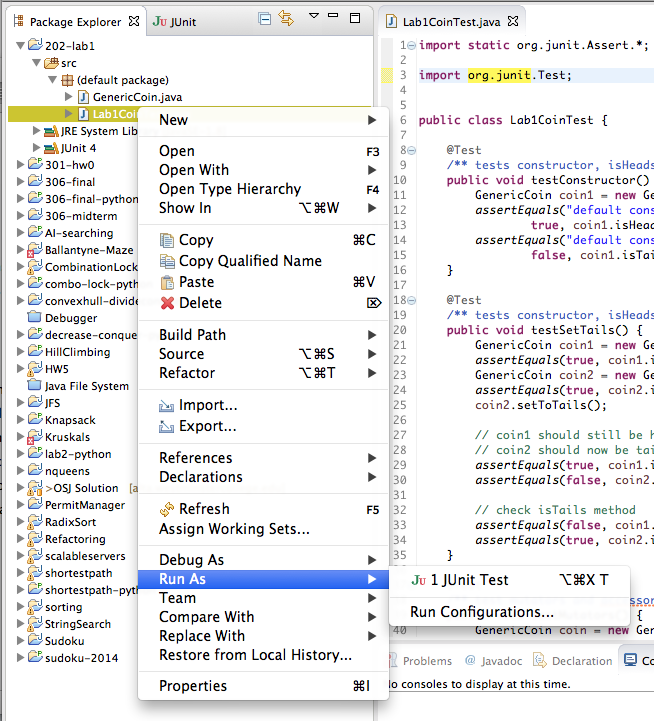 Package Explorer
JUnit
202-lab1
src
(default package)
GenericCoin.java
Lab1Coin
JRE System Lib
JUnit 4
301-hw0
306-final
306-final-python
306-midterm
AI-searching
Ballantyne-Maze
CombinationLock
combo-lock-pyth
convexhull-divide
Debugger
decrease-conque
HillClimbing
HW5
Java File System
JFS
Knapsack
Kruskals
lab2-python
nqueens
>OSJ Solution [a
PermitManager
RadixSort
Refactoring
scalableservers
shortestpath
shortestpath-pyth
sorting
StringSearch
Sudoku
sudoku-2014
New
Open F3
Open With
Open Type Hierarchy F4
Show In ⌥⌘W
Copy ⌘C
Copy Qualified Name
Paste ⌘V
Delete ⌦
Build Path
Source ⌥⌘S
Refactor ⌥⌘T
Import...
Export...
References
Declarations
Refresh F5
Assign Working Sets...
Debug As
Run As
Team
Compare With
Replace With
Restore from Local History...
Properties ⌘I
1 JUnit Test ⌥⌘X T
Run Configurations...
Lab1CoinTest.java
1 import static org.junit.Assert.*;
2
3 import org.junit.Test;
4
5
6 public class Lab1CoinTest {
7
8 @Test
9 /** tests constructor, isHeads
10 public void testConstructor()
11 GenericCoin coin1 = new Ge
12 assertEquals("default cons
13 true, coin1.isHea
14 assertEquals("default cons
15 false, coin1.isTai
16 }
17
18 @Test
19 /** tests constructor, isHeads
20 public void testSetTails() {
21 GenericCoin coin1 = new Ge
22 assertEquals(true, coin1.i
23 GenericCoin coin2 = new Ge
24 assertEquals(true, coin2.i
25 coin2.setToTails();
26
27 // coin1 should still be h
28 // coin2 should now be tai
29 assertEquals(true, coin1.i
30 assertEquals(false, coin2.
31
32 // check isTails method
33 assertEquals(false, coin1.
34 assertEquals(true, coin2.i
35 }
essor
{
40 GenericCoin coin = new Gen
Problems
Javadoc
Declaration
Co
No consoles to display at this time.